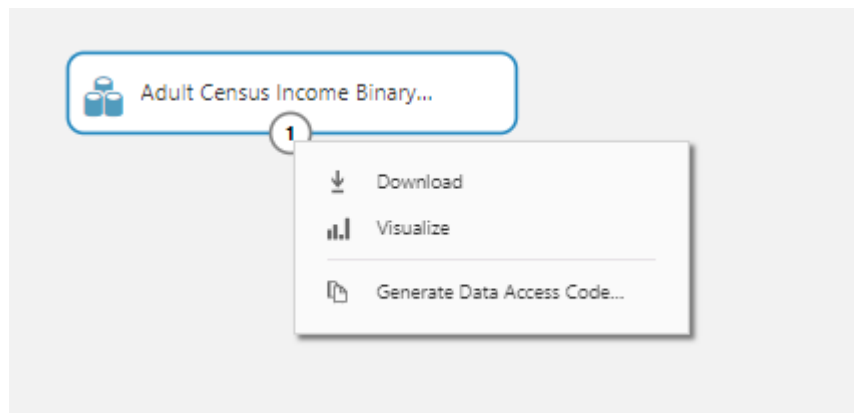 Adult Census Income Binary...
1
Download
Visualize
Generate Data Access Code...